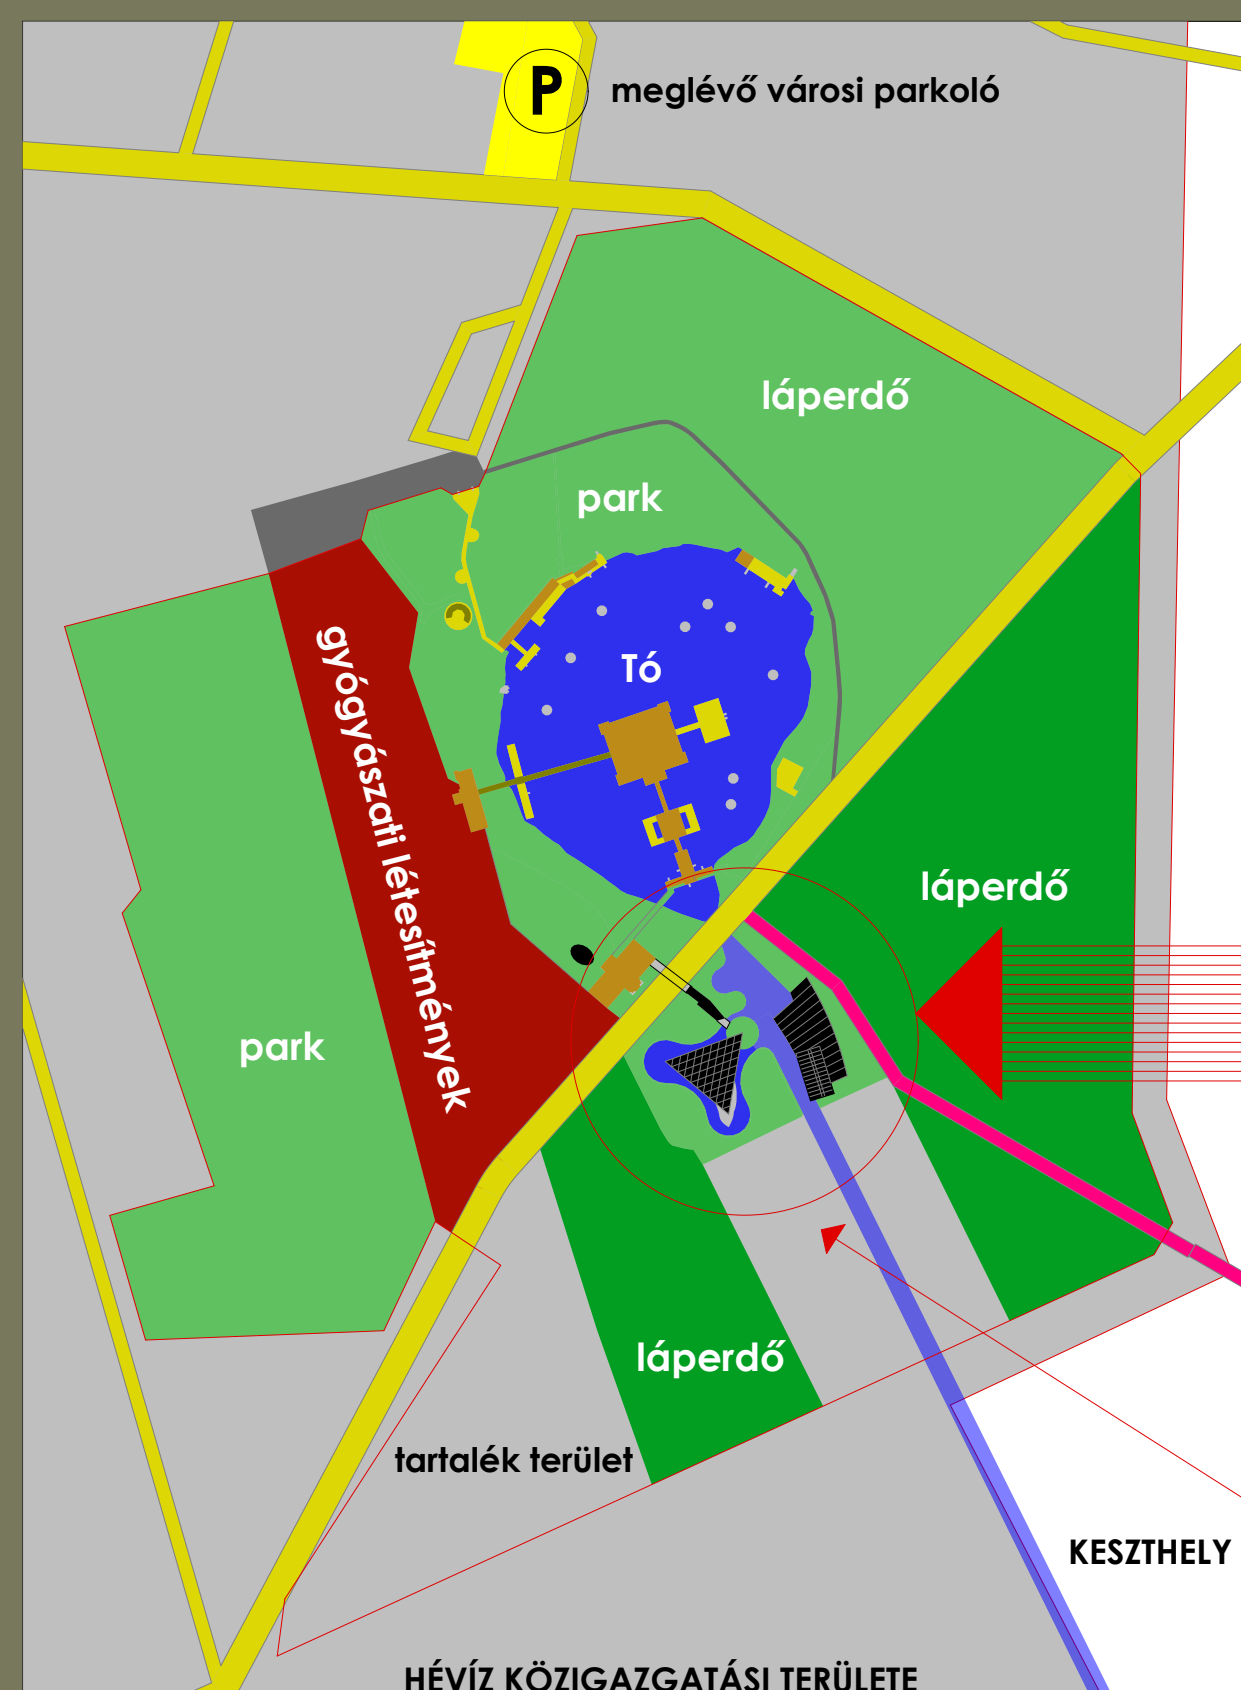 P
meglévő városi parkoló
láperdő
park
Tó
gyógyászati létesítmények
láperdő
park
láperdő
tartalék terület
KESZTHELY
HÉVÍZ KÖZIGAZGATÁSI TERÜLETE